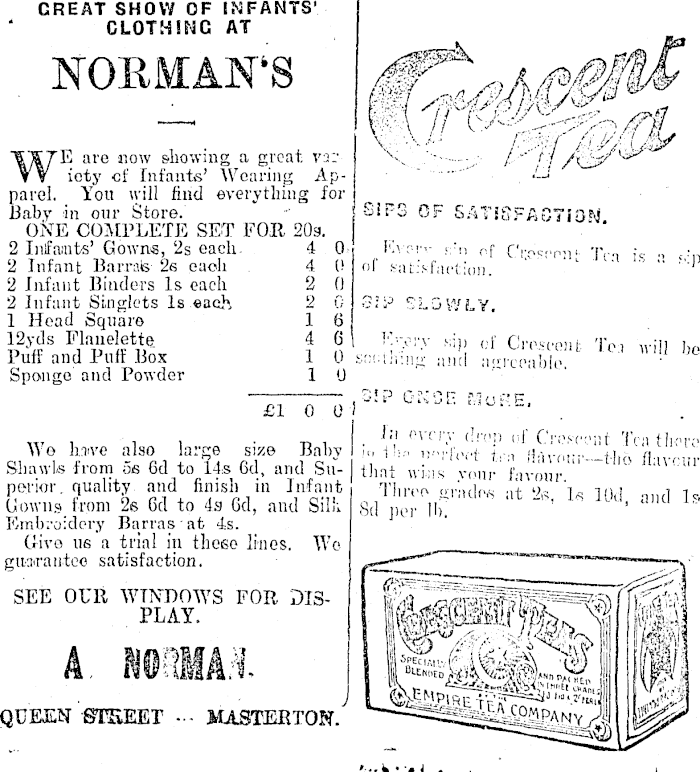 GREAT SHOW OF INFANTS'
CLOTHING AT
NORMAN'S
WE are now showing a great var-
iety of Infants' Wearing Ap-
parel. You will find everything for
Baby in our Store.
ONE COMPLETE SET FOR 20s.
2 Infants' Gowns, 2s each 4 0
2 Infant Barras 2s each 4 0
2 Infant Binders 1s each 2 0
2 Infant Singlets 1s each 2 0
1 Head Square 1 6
12yds Flanelette 4 6
Puff and Puff Box 1 0
Sponge and Powder 1 0
£1 0 0
We have also large size Baby
Shawls from 5s 6d to 14s 6d, and Su-
perior quality and finish in Infant
Gowns from 2s 6d to 4s 6d, and Silk
Embroidery Barras at 4s.
Give us a trial in these lines. We
guarantee satisfaction.
SEE OUR WINDOWS FOR DIS-
PLAY.
A. NORMAN.
QUEEN STREET ... MASTERTON.
Crescent
Tea
SIPS OF SATISFACTION.
Every sip of Crescent Tea is a sip
of satisfaction.
SIP SLOWLY.
Every sip of Crescent Tea will be
soothing and agreeable.
SIP ONCE MORE.
In every drop of Crescent Tea there
is the perfect tea flavour—the flavour
that wins your favour.
Three grades at 2s, 1s 10d, and 1s
8d per lb.
CRESCENT TEAS
SPECIALLY
BLENDED
AND PACKED
IN THREE GRADES
EMPIRE TEA COMPANY